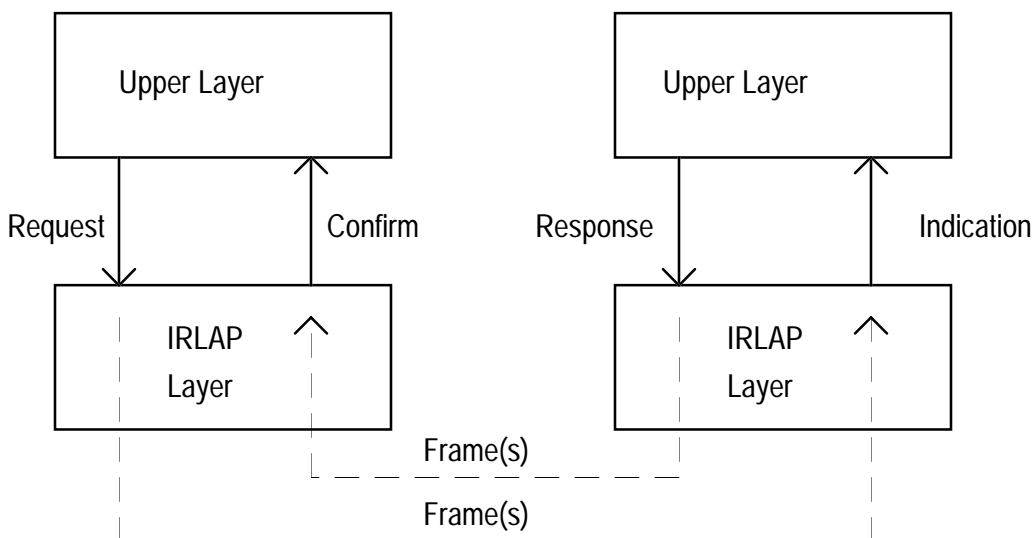 Upper Layer
Upper Layer
Request
Confirm
Response
Indication
IRLAP
Layer
IRLAP
Layer
Frame(s)
Frame(s)